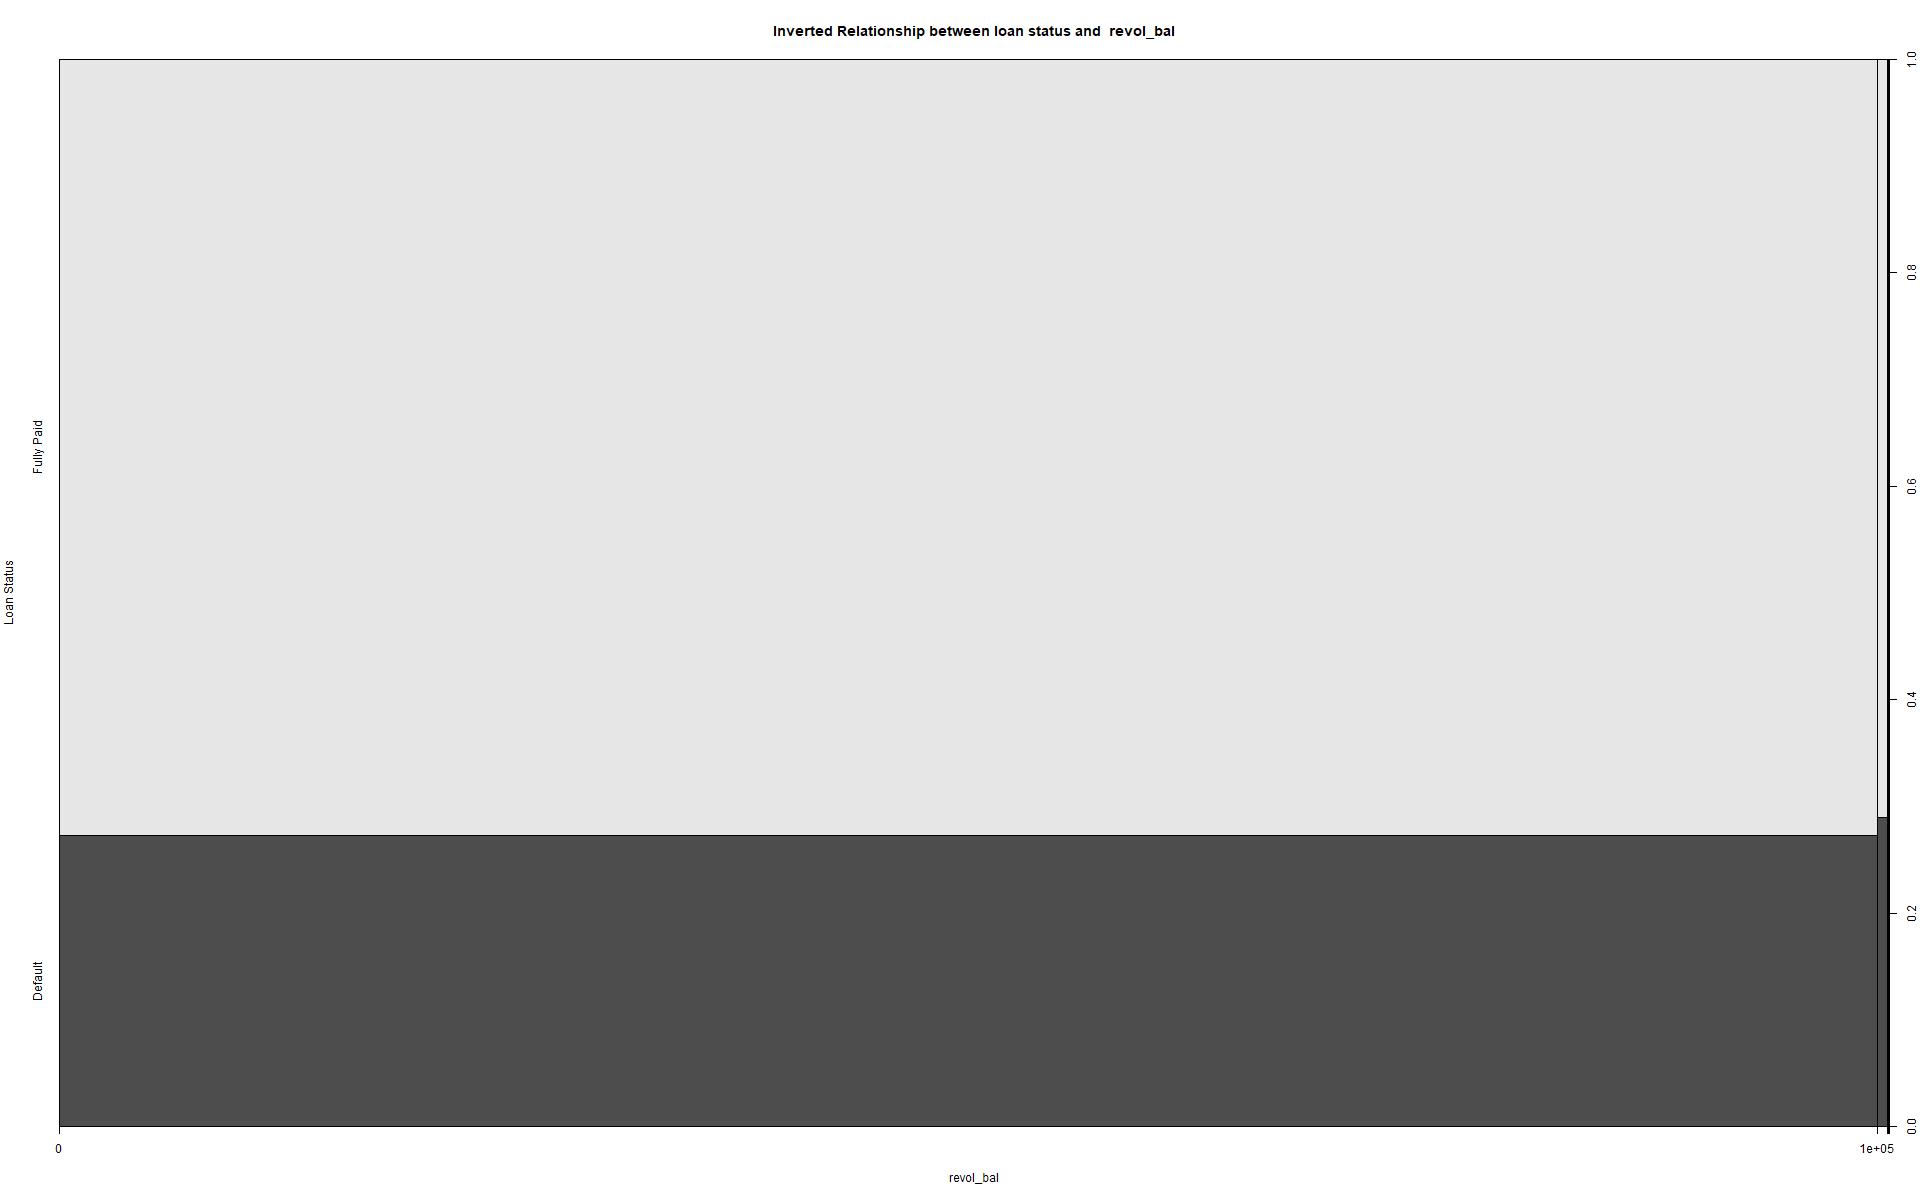 Inverted Relationship between loan status and  revol_bal
Loan Status
Fully Paid
Default
1.0
0.8
0.6
0.4
0.2
0.0
0
1e+05
revol_bal